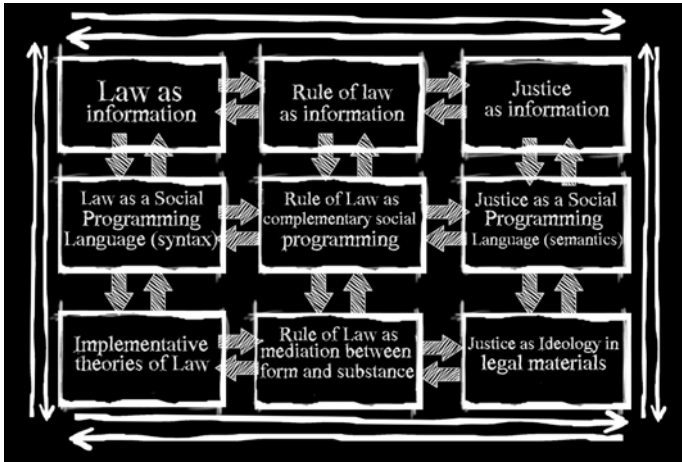 Law as
information
Rule of law
as information
Justice
as information
Law as a Social
Programming
Language (syntax)
Rule of Law as
complementary social
programming
Justice as a Social
Programming
Language (semantics)
Implementative
theories of Law
Rule of Law as
mediation between
form and substance
Justice as Ideology in
legal materials